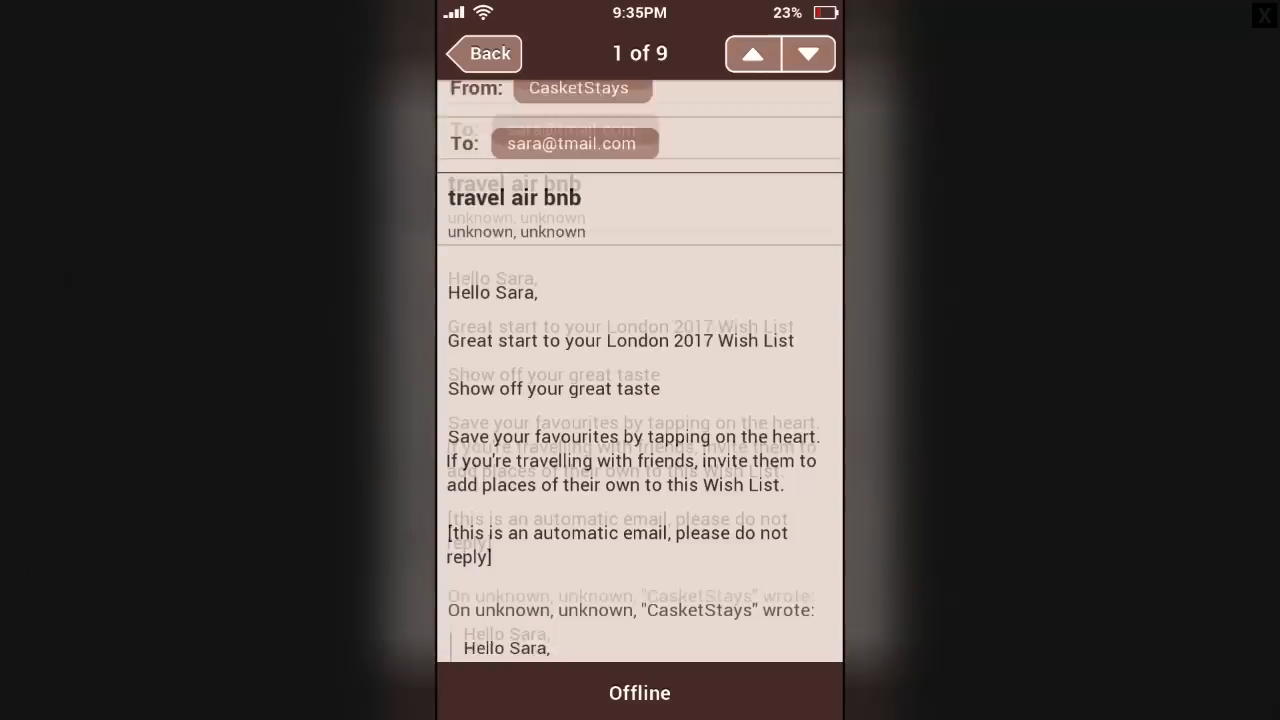 9:35PM
23%
X
Back
1 of 9
From: CasketStays
To: sara@tmail.com
travel air bnb
unknown, unknown
Hello Sara,
Great start to your London 2017 Wish List
Show off your great taste
Save your favourites by tapping on the heart.
If you're travelling with friends, invite them to
add places of their own to this Wish List.
[this is an automatic email, please do not
reply]
On unknown, unknown, "CasketStays" wrote:
Hello Sara,
Offline